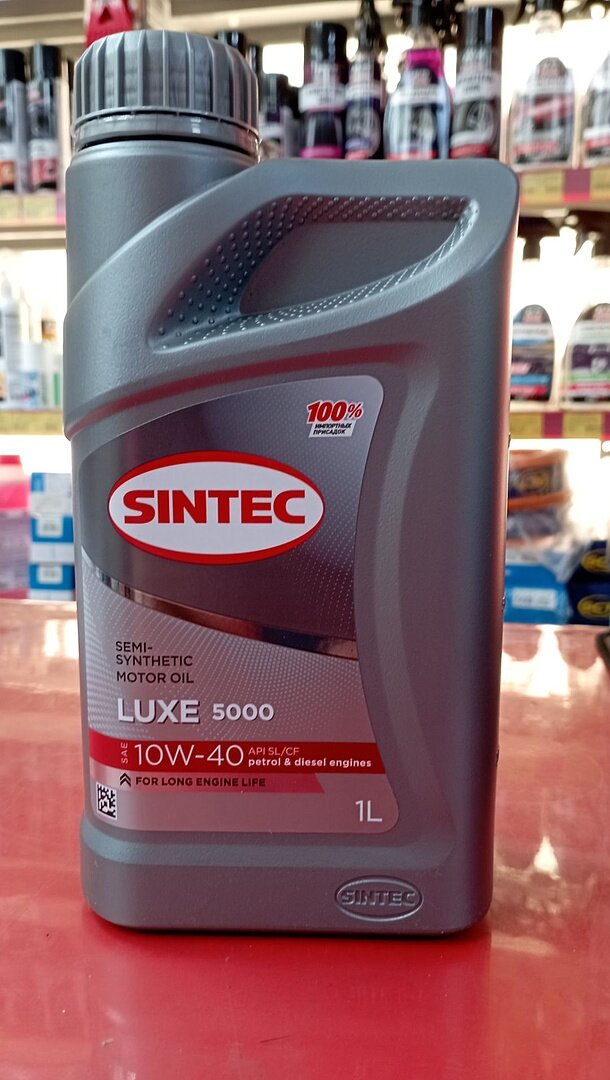 100%
ИМПОРТНЫХ
ПРИСАДОК
SINTEC
SEMI-
SYNTHETIC
MOTOR OIL
LUXE 5000
SAE 10W-40 API SL/CF
petrol & diesel engines
FOR LONG ENGINE LIFE
1L
SINTEC